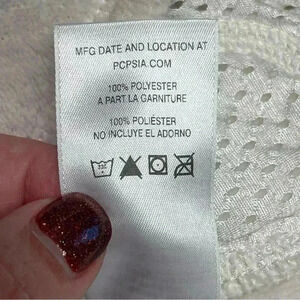 MFG DATE AND LOCATION AT
PCPSIA.COM
100% POLYESTER
A PART LA GARNITURE
100% POLIÉSTER
NO INCLUYE EL ADORNO